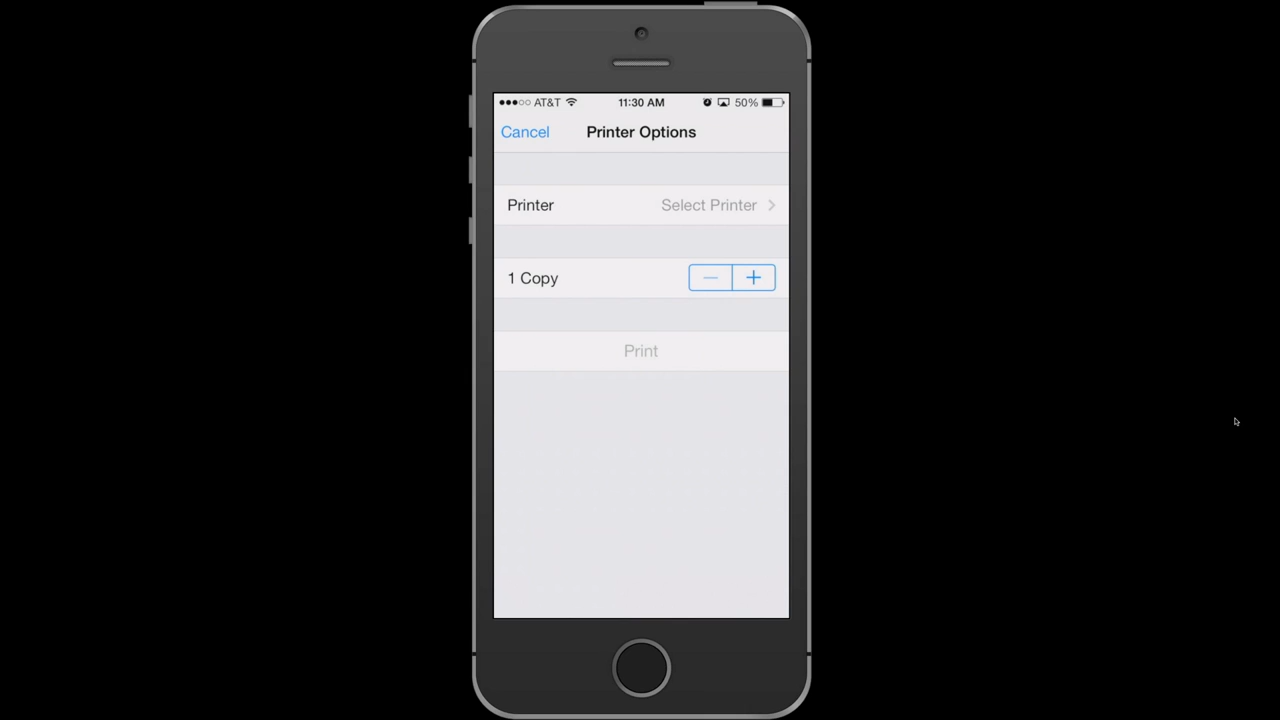 AT&T 11:30 AM 50%
Cancel Printer Options
Printer Select Printer
1 Copy
Print